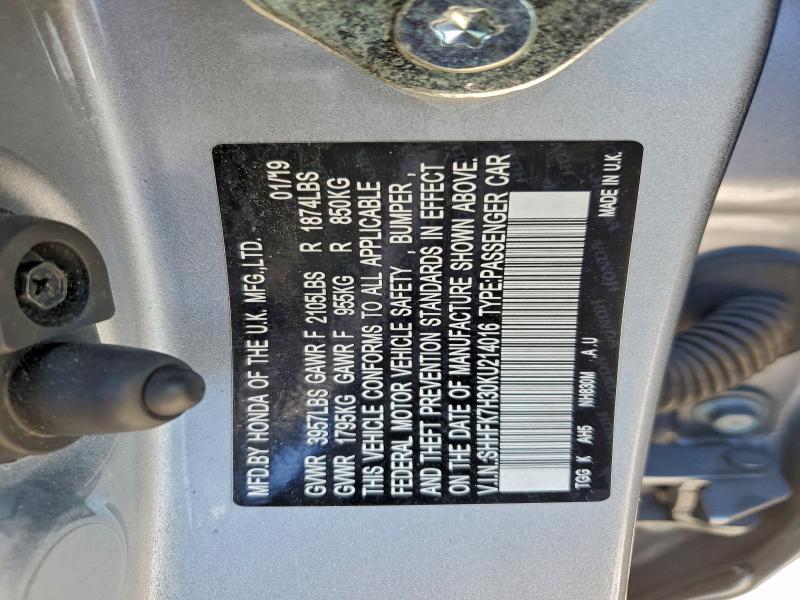 MFD.BY HONDA OF THE U.K. MFG.,LTD. 01/19
GVWR 3957LBS GAWR F 2105LBS R 1874LBS
GVWR 1795KG GAWR F 955KG R 850KG
THIS VEHICLE CONFORMS TO ALL APPLICABLE
FEDERAL MOTOR VEHICLE SAFETY , BUMPER ,
AND THEFT PREVENTION STANDARDS IN EFFECT
ON THE DATE OF MANUFACTURE SHOWN ABOVE.
V.I.N.:SHHFK7H30KU214016 TYPE:PASSENGER CAR
TGG K AH5 NH830M .A .U MADE IN U.K.